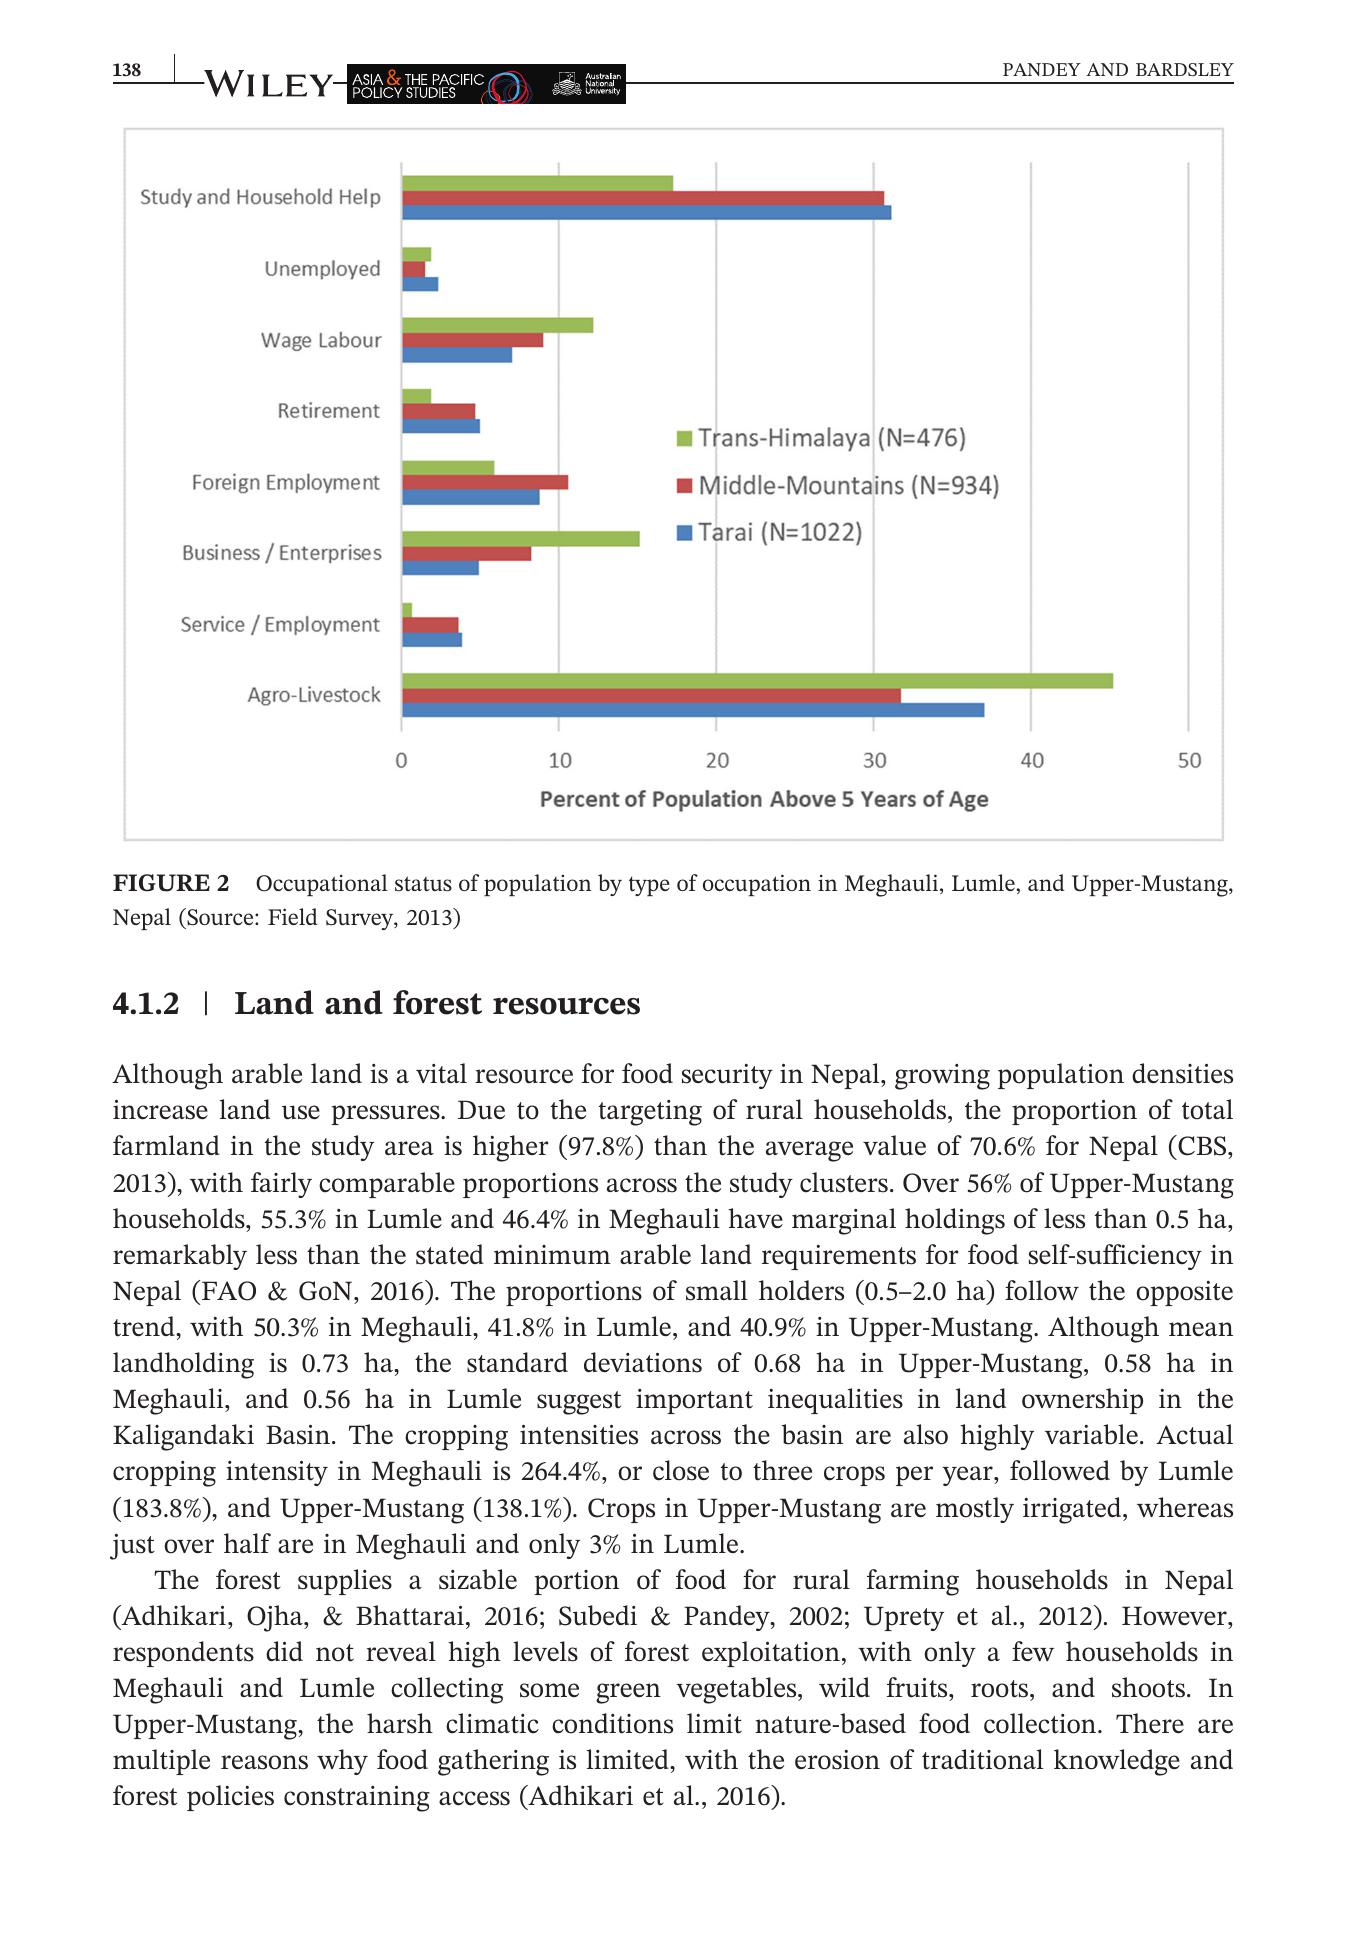 138
WILEY
ASIA & THE PACIFIC
POLICY STUDIES
Australian
National
University
PANDEY AND BARDSLEY
Study and Household Help
Unemployed
Wage Labour
Retirement
Foreign Employment
Business / Enterprises
Service / Employment
Agro-Livestock
Trans-Himalaya (N=476)
Middle-Mountains (N=934)
Tarai (N=1022)
0 10 20 30 40 50
Percent of Population Above 5 Years of Age
FIGURE 2 Occupational status of population by type of occupation in Meghauli, Lumle, and Upper-Mustang,
Nepal (Source: Field Survey, 2013)
4.1.2 | Land and forest resources
Although arable land is a vital resource for food security in Nepal, growing population densities
increase land use pressures. Due to the targeting of rural households, the proportion of total
farmland in the study area is higher (97.8%) than the average value of 70.6% for Nepal (CBS,
2013), with fairly comparable proportions across the study clusters. Over 56% of Upper-Mustang
households, 55.3% in Lumle and 46.4% in Meghauli have marginal holdings of less than 0.5 ha,
remarkably less than the stated minimum arable land requirements for food self-sufficiency in
Nepal (FAO & GoN, 2016). The proportions of small holders (0.5–2.0 ha) follow the opposite
trend, with 50.3% in Meghauli, 41.8% in Lumle, and 40.9% in Upper-Mustang. Although mean
landholding is 0.73 ha, the standard deviations of 0.68 ha in Upper-Mustang, 0.58 ha in
Meghauli, and 0.56 ha in Lumle suggest important inequalities in land ownership in the
Kaligandaki Basin. The cropping intensities across the basin are also highly variable. Actual
cropping intensity in Meghauli is 264.4%, or close to three crops per year, followed by Lumle
(183.8%), and Upper-Mustang (138.1%). Crops in Upper-Mustang are mostly irrigated, whereas
just over half are in Meghauli and only 3% in Lumle.
The forest supplies a sizable portion of food for rural farming households in Nepal
(Adhikari, Ojha, & Bhattarai, 2016; Subedi & Pandey, 2002; Uprety et al., 2012). However,
respondents did not reveal high levels of forest exploitation, with only a few households in
Meghauli and Lumle collecting some green vegetables, wild fruits, roots, and shoots. In
Upper-Mustang, the harsh climatic conditions limit nature-based food collection. There are
multiple reasons why food gathering is limited, with the erosion of traditional knowledge and
forest policies constraining access (Adhikari et al., 2016).